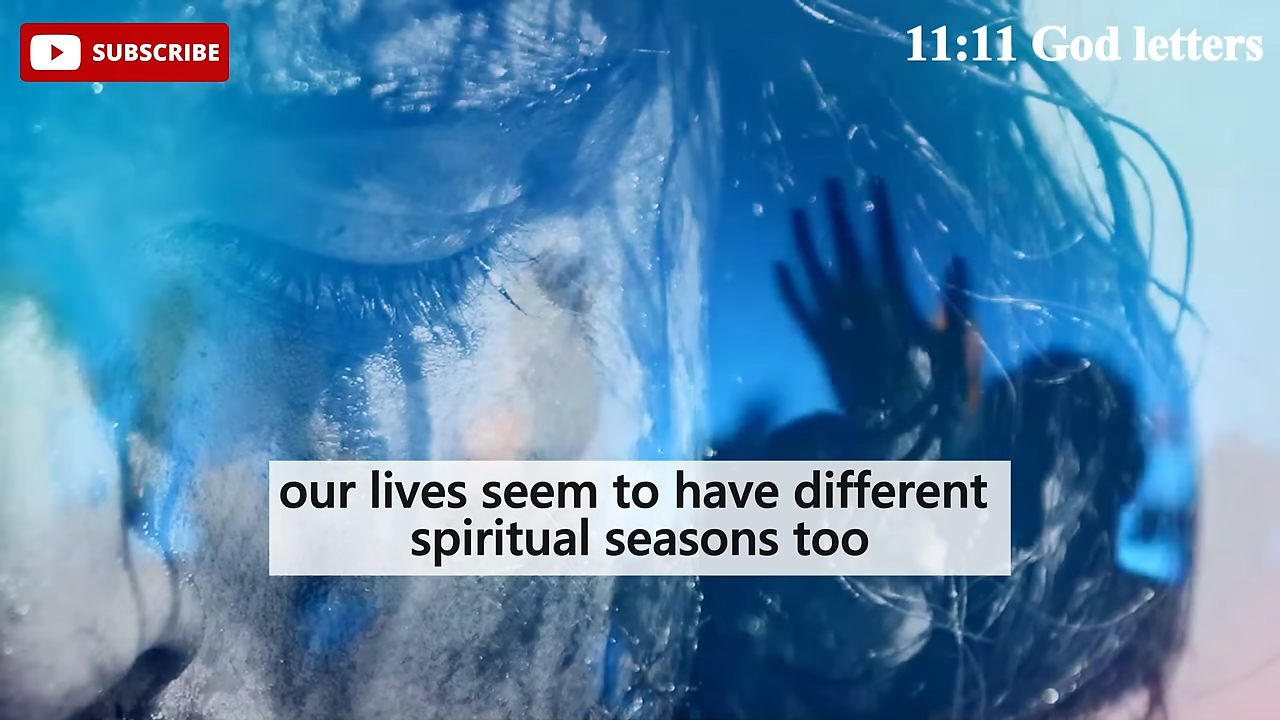 SUBSCRIBE
11:11 God letters
our lives seem to have different
spiritual seasons too